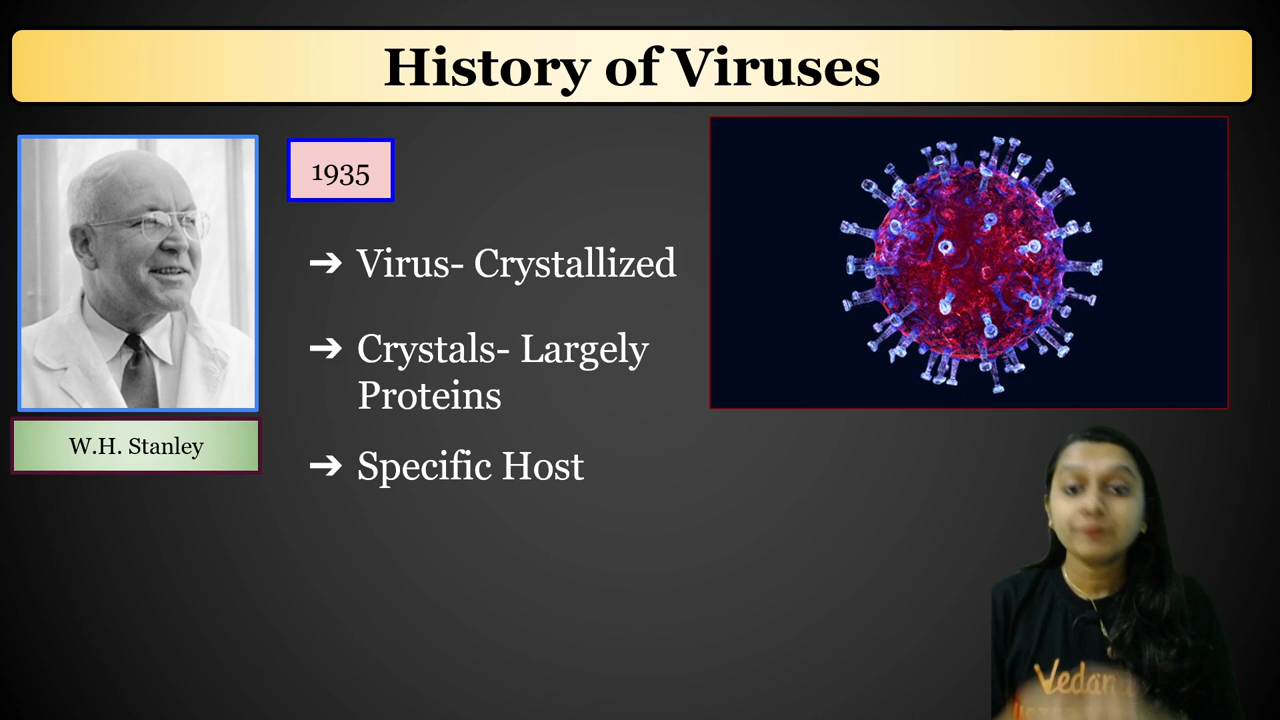 History of Viruses
1935
➔ Virus- Crystallized
➔ Crystals- Largely
Proteins
➔ Specific Host
W.H. Stanley